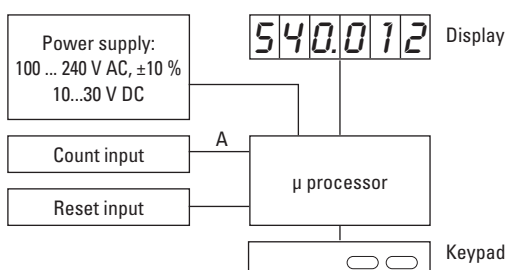 Power supply:
100 ... 240 V AC, ±10 %
10...30 V DC
540.012
Display
Count input
A
µ processor
Reset input
Keypad